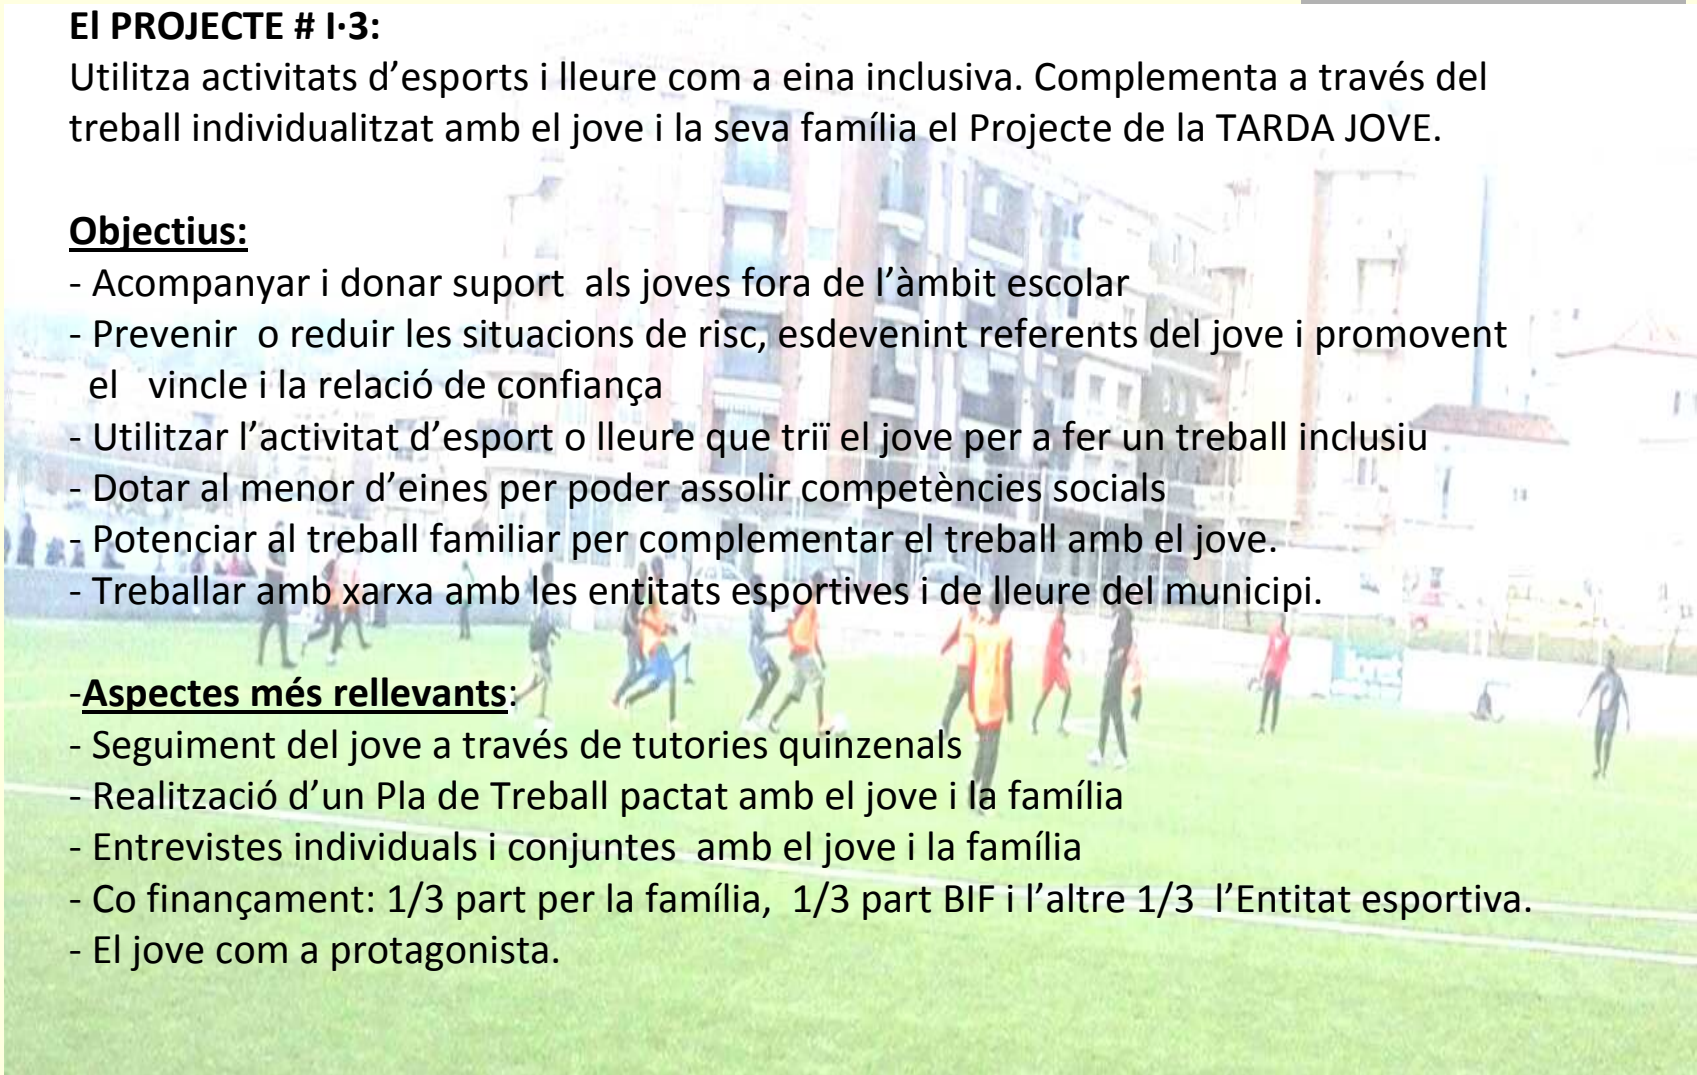 El PROJECTE # I·3:
Utilitza activitats d’esports i lleure com a eina inclusiva. Complementa a través del
treball individualitzat amb el jove i la seva família el Projecte de la TARDA JOVE.
Objectius:
- Acompanyar i donar suport  als joves fora de l’àmbit escolar
- Prevenir  o reduir les situacions de risc, esdevenint referents del jove i promovent
el   vincle i la relació de confiança
- Utilitzar l’activitat d’esport o lleure que triï el jove per a fer un treball inclusiu
- Dotar al menor d’eines per poder assolir competències socials
- Potenciar al treball familiar per complementar el treball amb el jove.
- Treballar amb xarxa amb les entitats esportives i de lleure del municipi.
-Aspectes més rellevants:
- Seguiment del jove a través de tutories quinzenals
- Realització d’un Pla de Treball pactat amb el jove i la família
- Entrevistes individuals i conjuntes  amb el jove i la família
- Co finançament: 1/3 part per la família,  1/3 part BIF i l’altre 1/3  l’Entitat esportiva.
- El jove com a protagonista.